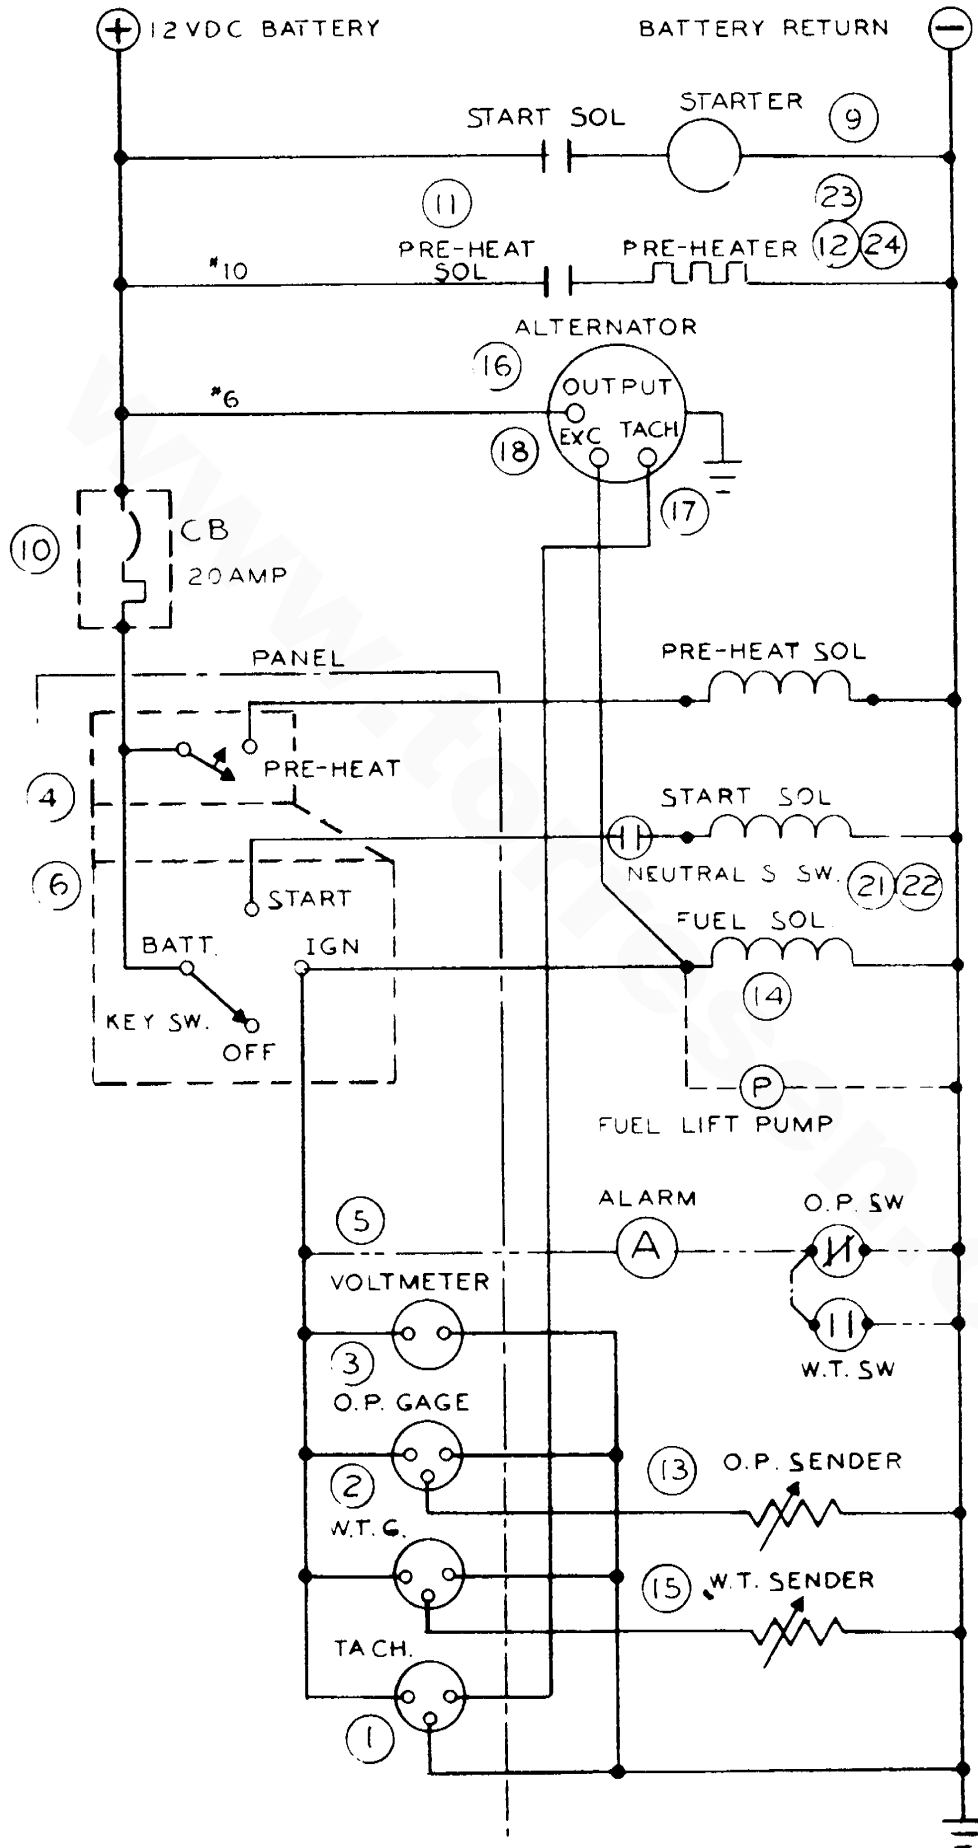 + 12VDC BATTERY
BATTERY RETURN −
START SOL
STARTER
9
11
23
PRE-HEAT
SOL
PRE-HEATER
12 24
#10
ALTERNATOR
16
OUTPUT
#6
EXC TACH
18
17
10
CB
20AMP
PANEL
PRE-HEAT SOL
PRE-HEAT
4
START SOL
6
NEUTRAL S SW.
21 22
START
FUEL SOL
BATT.
IGN
14
KEY SW.
OFF
P
FUEL LIFT PUMP
5
ALARM
O.P. SW
A
VOLTMETER
3
W.T. SW
O.P. GAGE
2
13
O.P. SENDER
W.T.G.
15
W.T. SENDER
TACH.
1
www.torresen